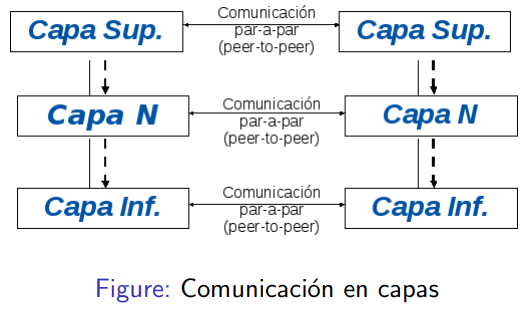 Capa Sup.
Comunicación
par-a-par
(peer-to-peer)
Capa Sup.
Capa N
Comunicación
par-a-par
(peer-to-peer)
Capa N
Capa Inf.
Comunicación
par-a-par
(peer-to-peer)
Capa Inf.
Figure: Comunicación en capas